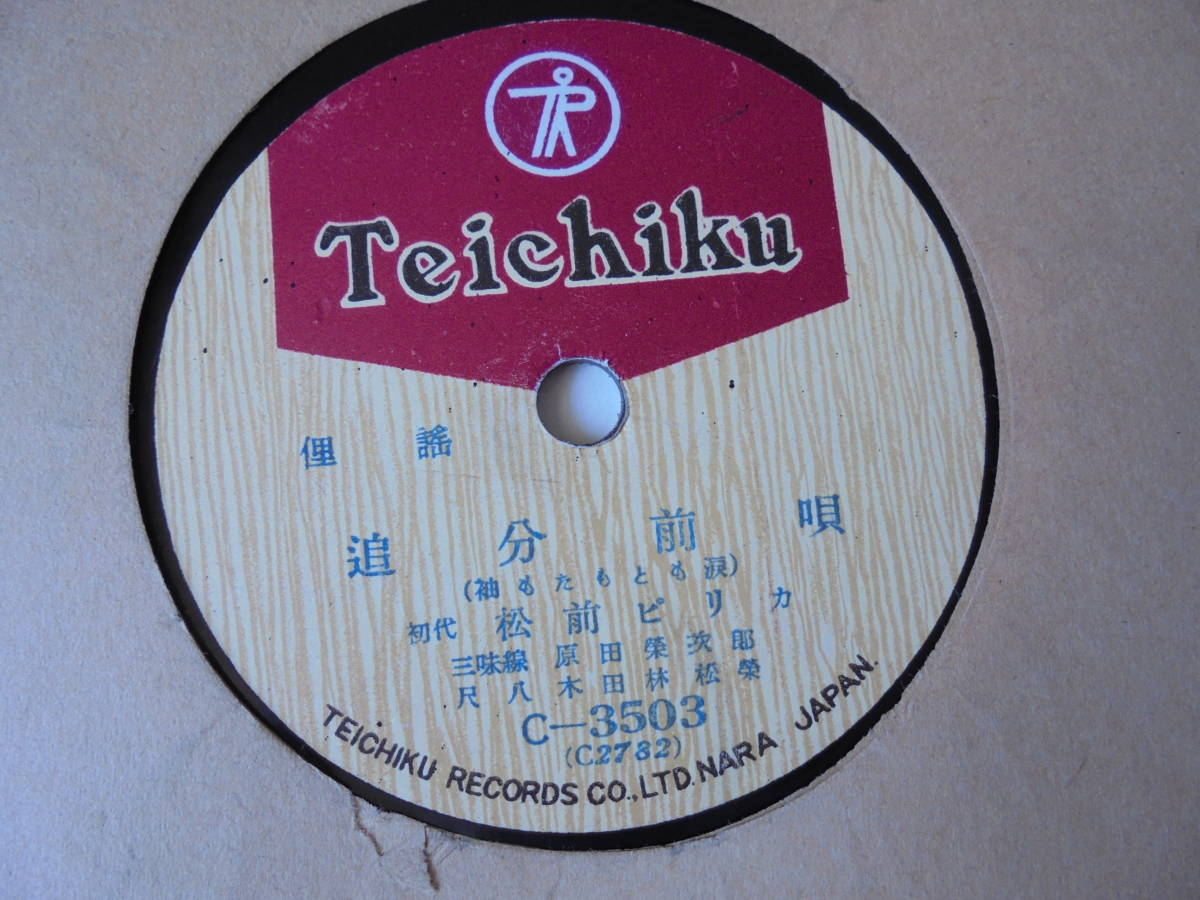 Teichiku
俚謡
追分前唄
(袖もたもとも涙)
初代 松前ピリカ
三味線 原田榮次郎
尺八 木田林松榮
C-3503
(C2782)
TEICHIKU RECORDS CO.,LTD. NARA JAPAN.